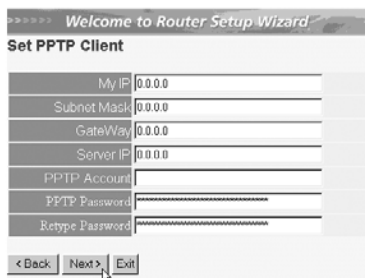 >>>>>> Welcome to Router Setup Wizard
Set PPTP Client
My IP 0.0.0.0
Subnet Mask 0.0.0.0
GateWay 0.0.0.0
Server IP 0.0.0.0
PPTP Account
PPTP Password ********************************
Retype Password ********************************
< Back Next > Exit